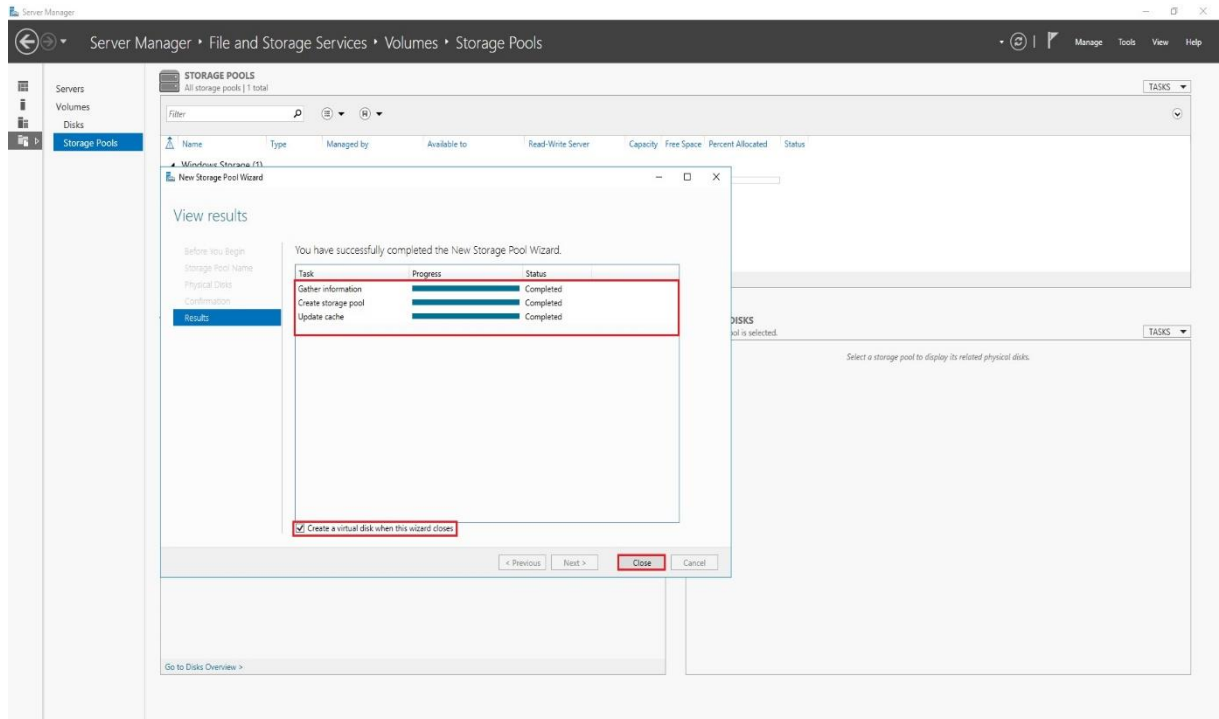 Server Manager
Server Manager • File and Storage Services • Volumes • Storage Pools
Manage Tools View Help
Servers
Volumes
Disks
Storage Pools
STORAGE POOLS
All storage pools | 1 total
TASKS
Filter
Name Type Managed by Available to Read-Write Server Capacity Free Space Percent Allocated Status
Windows Storage (1)
New Storage Pool Wizard
View results
Before You Begin
Storage Pool Name
Physical Disks
Confirmation
Results
You have successfully completed the New Storage Pool Wizard.
Task Progress Status
Gather information Completed
Create storage pool Completed
Update cache Completed
Create a virtual disk when this wizard closes
< Previous Next > Close Cancel
DISKS
ool is selected.
TASKS
Select a storage pool to display its related physical disks.
Go to Disks Overview >